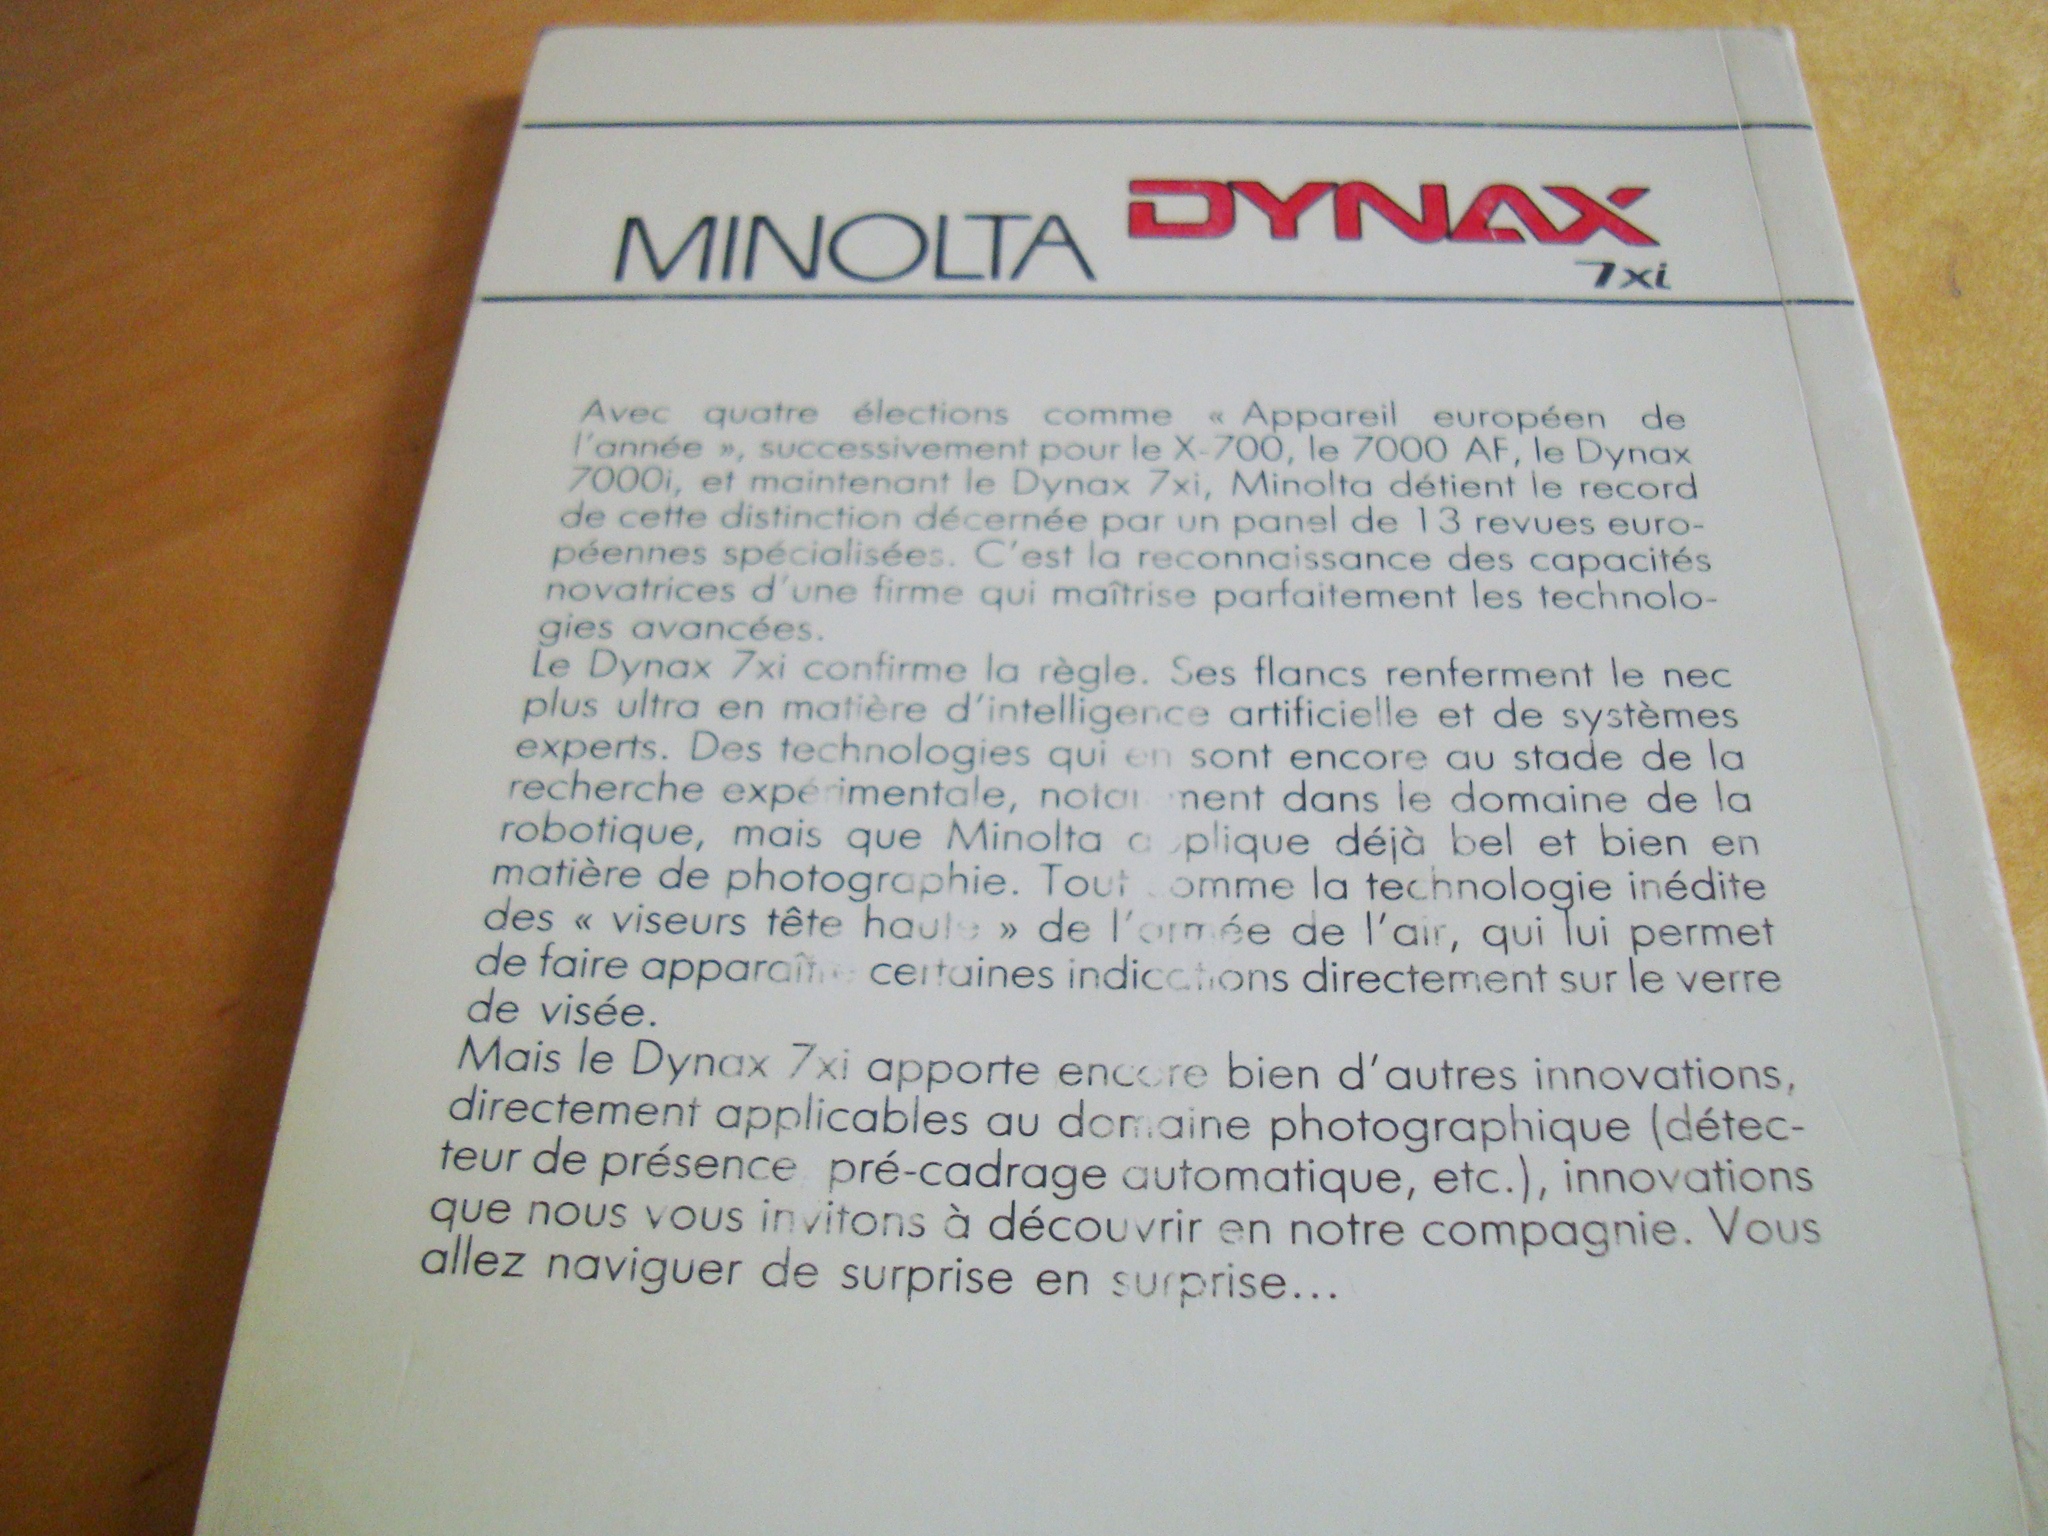 MINOLTA DYNAX
7xi
Avec quatre élections comme « Appareil européen de
l'année », successivement pour le X-700, le 7000 AF, le Dynax
7000i, et maintenant le Dynax 7xi, Minolta détient le record
de cette distinction décernée par un panel de 13 revues euro-
péennes spécialisées. C'est la reconnaissance des capacités
novatrices d'une firme qui maîtrise parfaitement les technolo-
gies avancées.
Le Dynax 7xi confirme la règle. Ses flancs renferment le nec
plus ultra en matière d'intelligence artificielle et de systèmes
experts. Des technologies qui en sont encore au stade de la
recherche expérimentale, notamment dans le domaine de la
robotique, mais que Minolta applique déjà bel et bien en
matière de photographie. Tout comme la technologie inédite
des « viseurs tête haute » de l'armée de l'air, qui lui permet
de faire apparaître certaines indications directement sur le verre
de visée.
Mais le Dynax 7xi apporte encore bien d'autres innovations,
directement applicables au domaine photographique (détec-
teur de présence, pré-cadrage automatique, etc.), innovations
que nous vous invitons à découvrir en notre compagnie. Vous
allez naviguer de surprise en surprise...